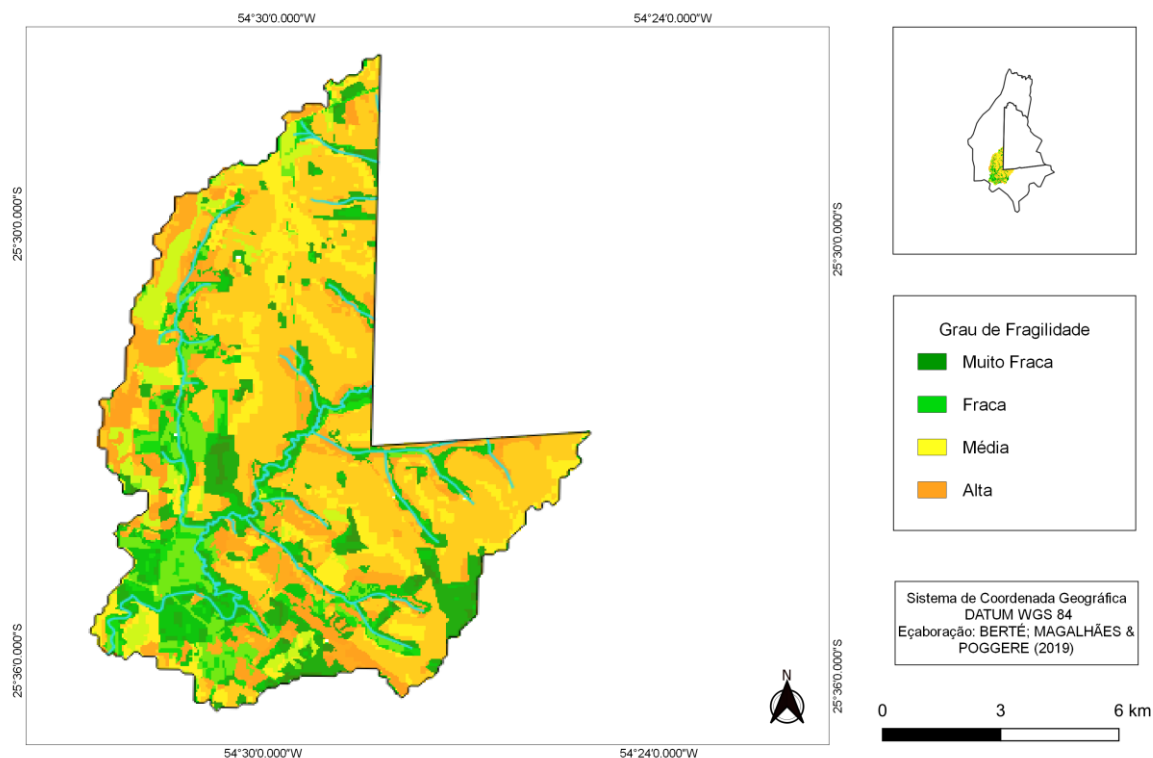 54°30'0.000"W
54°24'0.000"W
25°30'0.000"S
25°30'0.000"S
Grau de Fragilidade
Muito Fraca
Fraca
Média
Alta
Sistema de Coordenada Geográfica
DATUM WGS 84
Eçaboração: BERTÉ; MAGALHÃES &
POGGERE (2019)
25°36'0.000"S
25°36'0.000"S
N
0
3
6 km
54°30'0.000"W
54°24'0.000"W